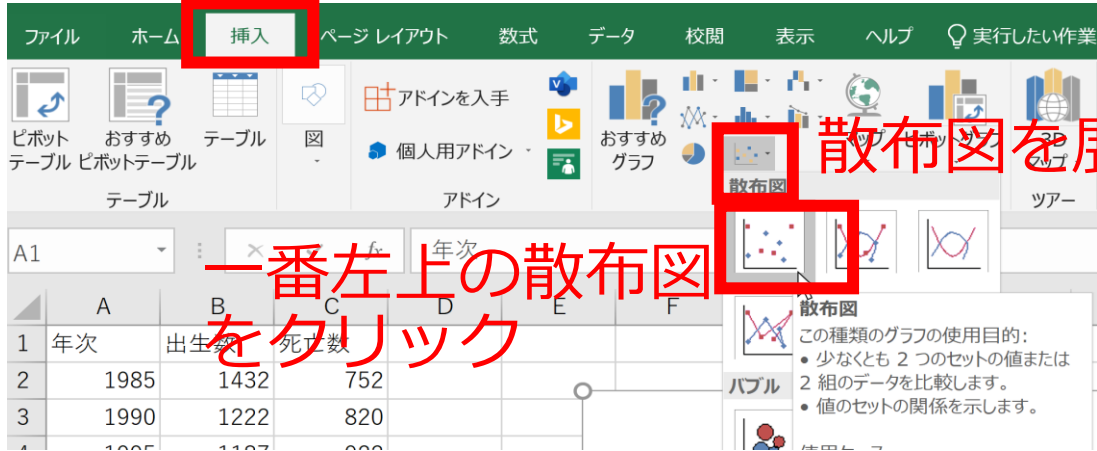 ファイル ホーム 挿入 ページ レイアウト 数式 データ 校閲 表示 ヘルプ 実行したい作業
アドインを入手
ピボット おすすめ テーブル 図 おすすめ
テーブル ピボットテーブル 個人用アドイン グラフ
散布図を展
テーブル アドイン ツアー
散布図
A1 fx 年次
一番左上の散布図
をクリック
A B C D E F
1 年次 出生数 死亡数
2 1985 1432 752
3 1990 1222 820
散布図
この種類のグラフの使用目的:
• 少なくとも 2 つのセットの値または
2 組のデータを比較します。
• 値のセットの関係を示します。
バブル